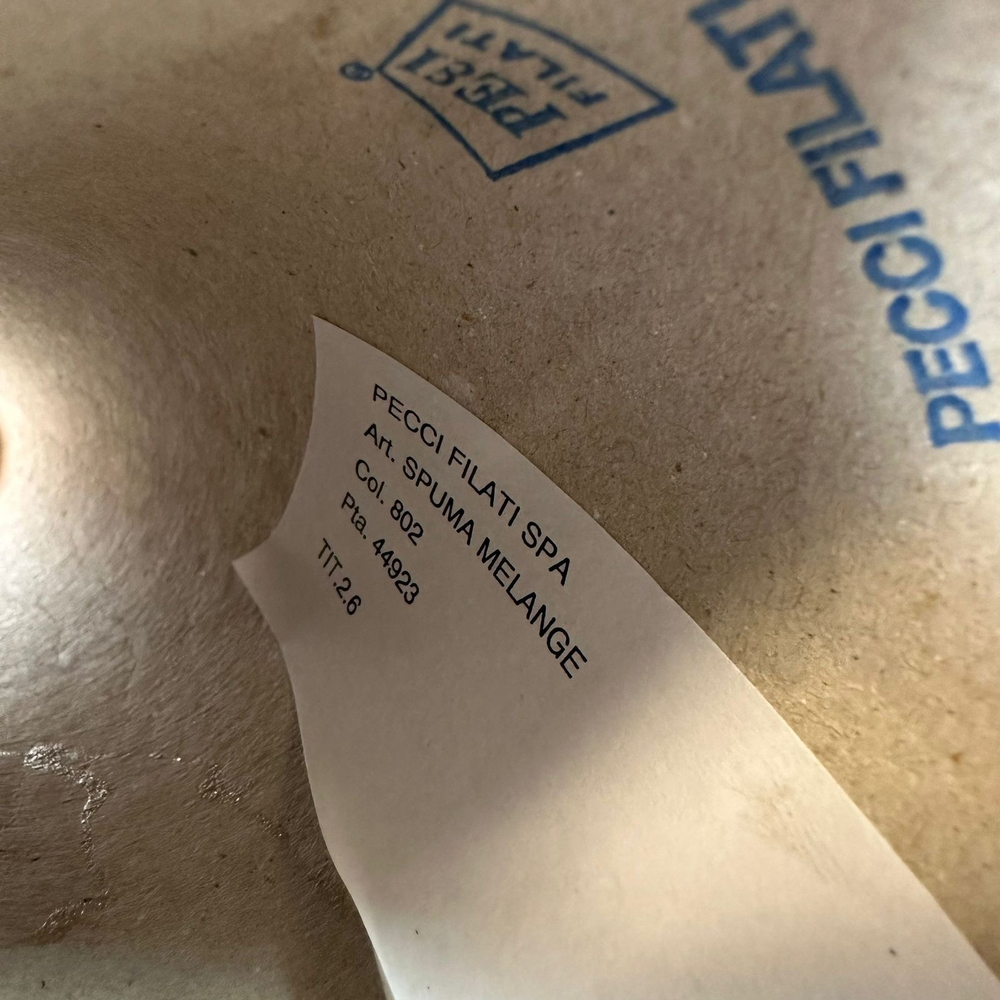 PECCI
FILATI
®
PECCI FILATI
PECCI FILATI SPA
Art. SPUMA MELANGE
Col. 802
Pta. 44923
TIT.2.6